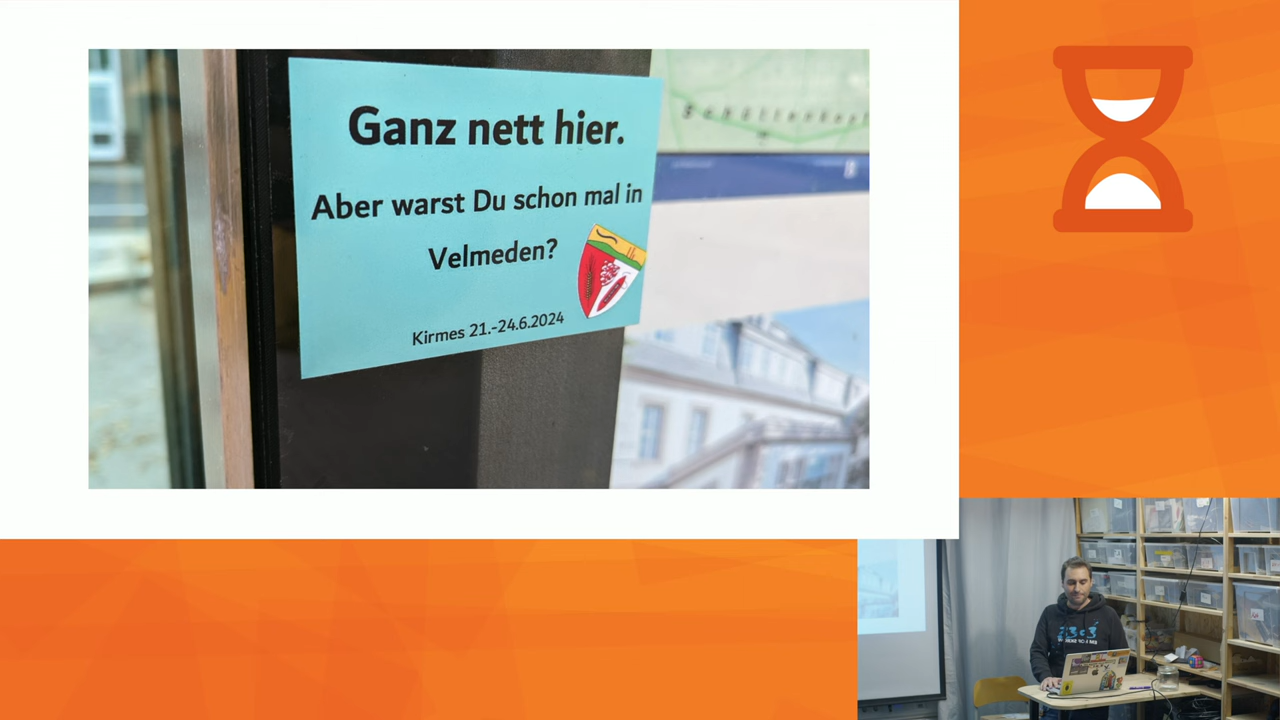 Ganz nett hier.
Aber warst Du schon mal in
Velmeden?
Kirmes 21.-24.6.2024